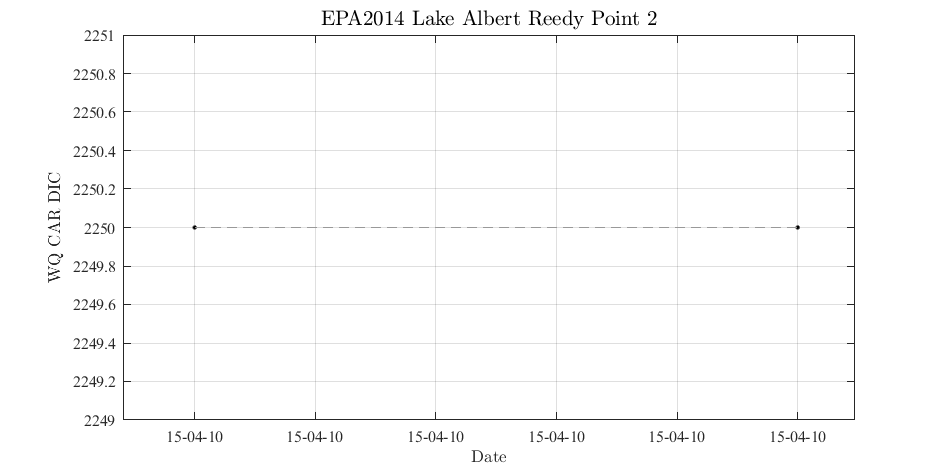 EPA2014 Lake Albert Reedy Point 2
2251
2250.8
2250.6
2250.4
2250.2
2250
2249.8
2249.6
2249.4
2249.2
2249
WQ CAR DIC
15-04-10 15-04-10 15-04-10 15-04-10 15-04-10 15-04-10
Date